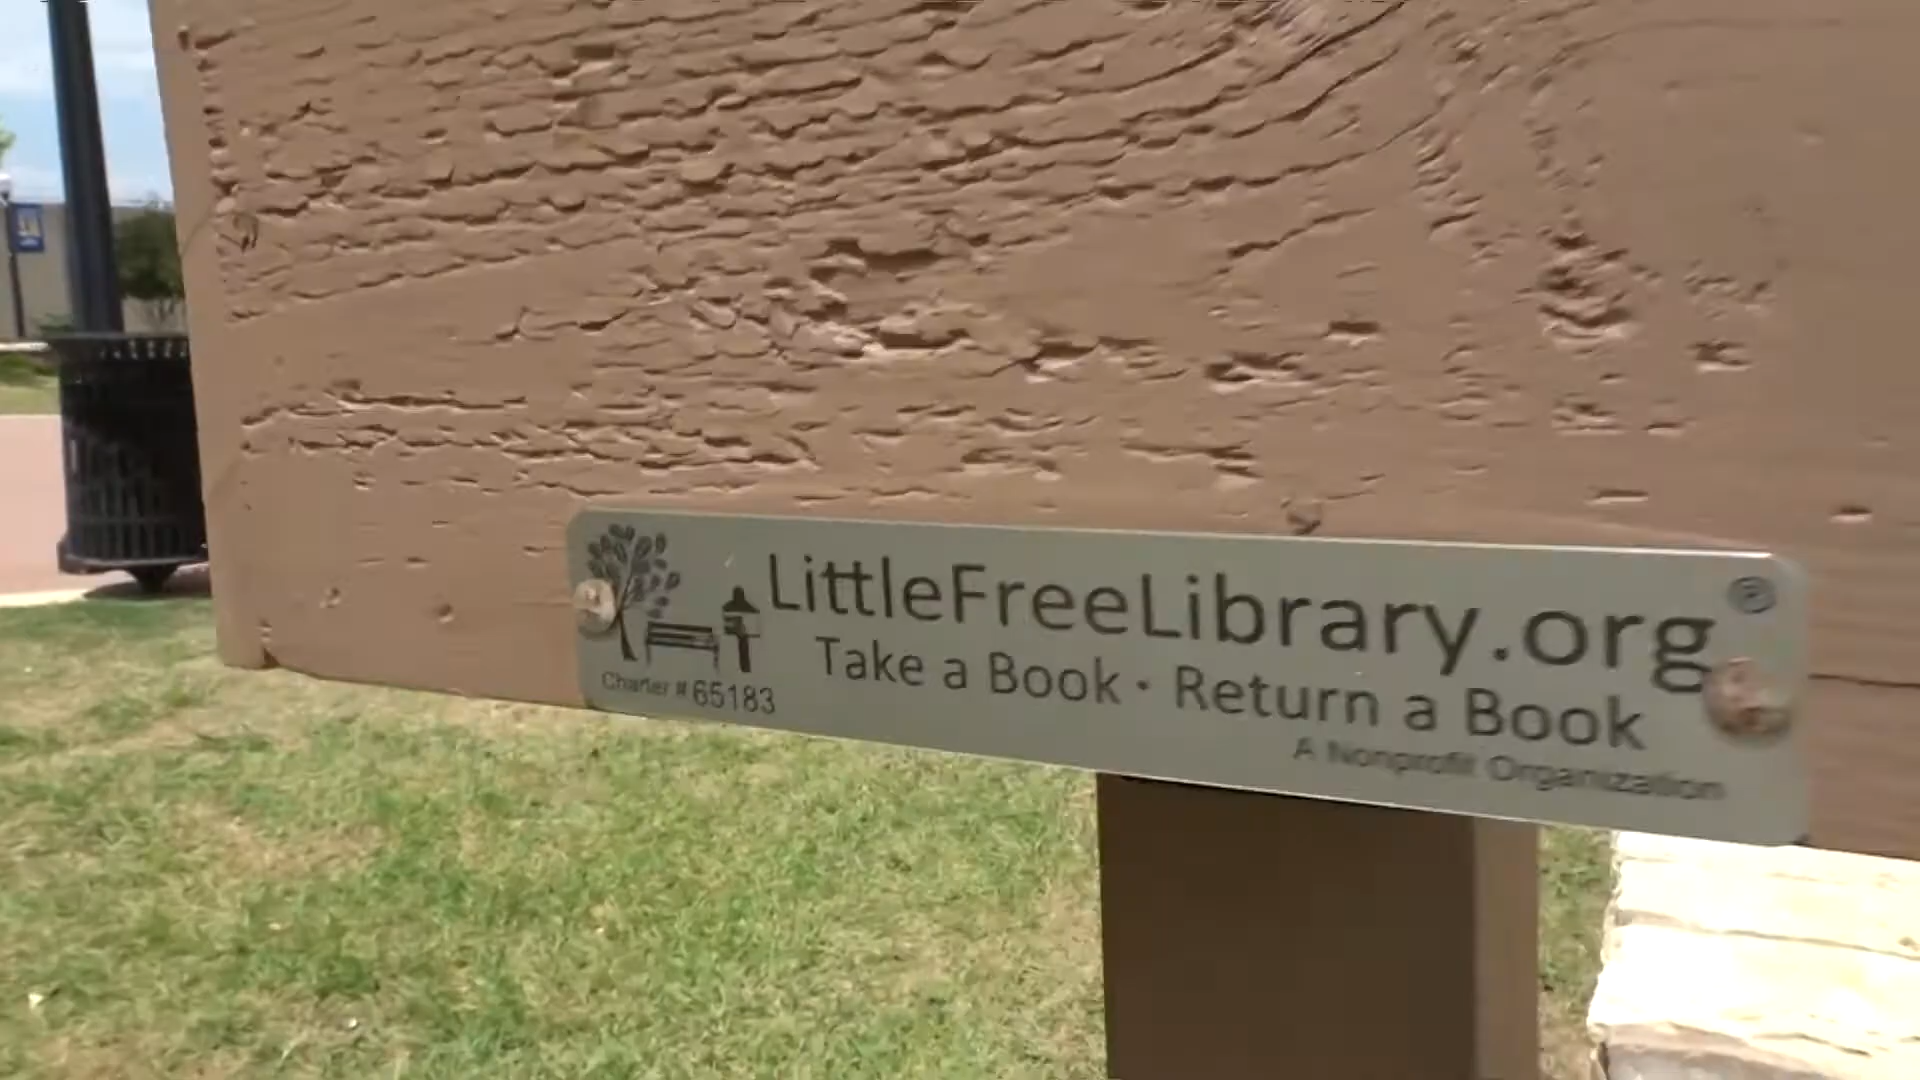 LittleFreeLibrary.org®
Take a Book · Return a Book
Charter # 65183
A Nonprofit Organization